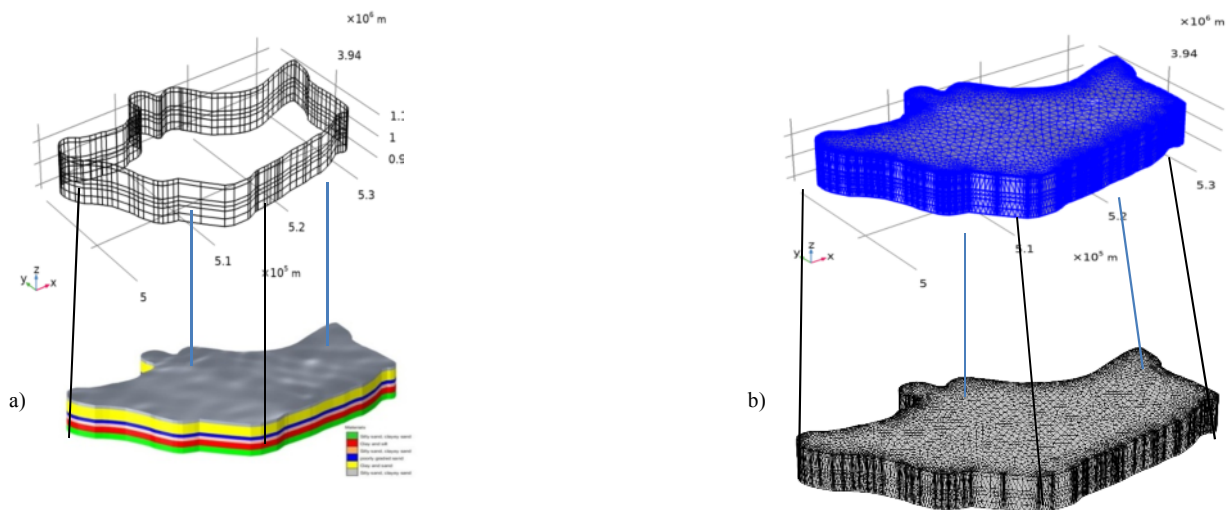 ×10⁶ m
3.94
1.
1
0.9
5.3
5.2
5.1
×10⁵ m
5
y z x
a)
Silty sand, clayey sand
Clay and silt
Silty sand, clayey sand
poorly graded sand
Clay and sand
Silty sand, clayey sand
×10⁶ m
3.94
5.3
5.2
5.1
×10⁵ m
5
y z x
b)